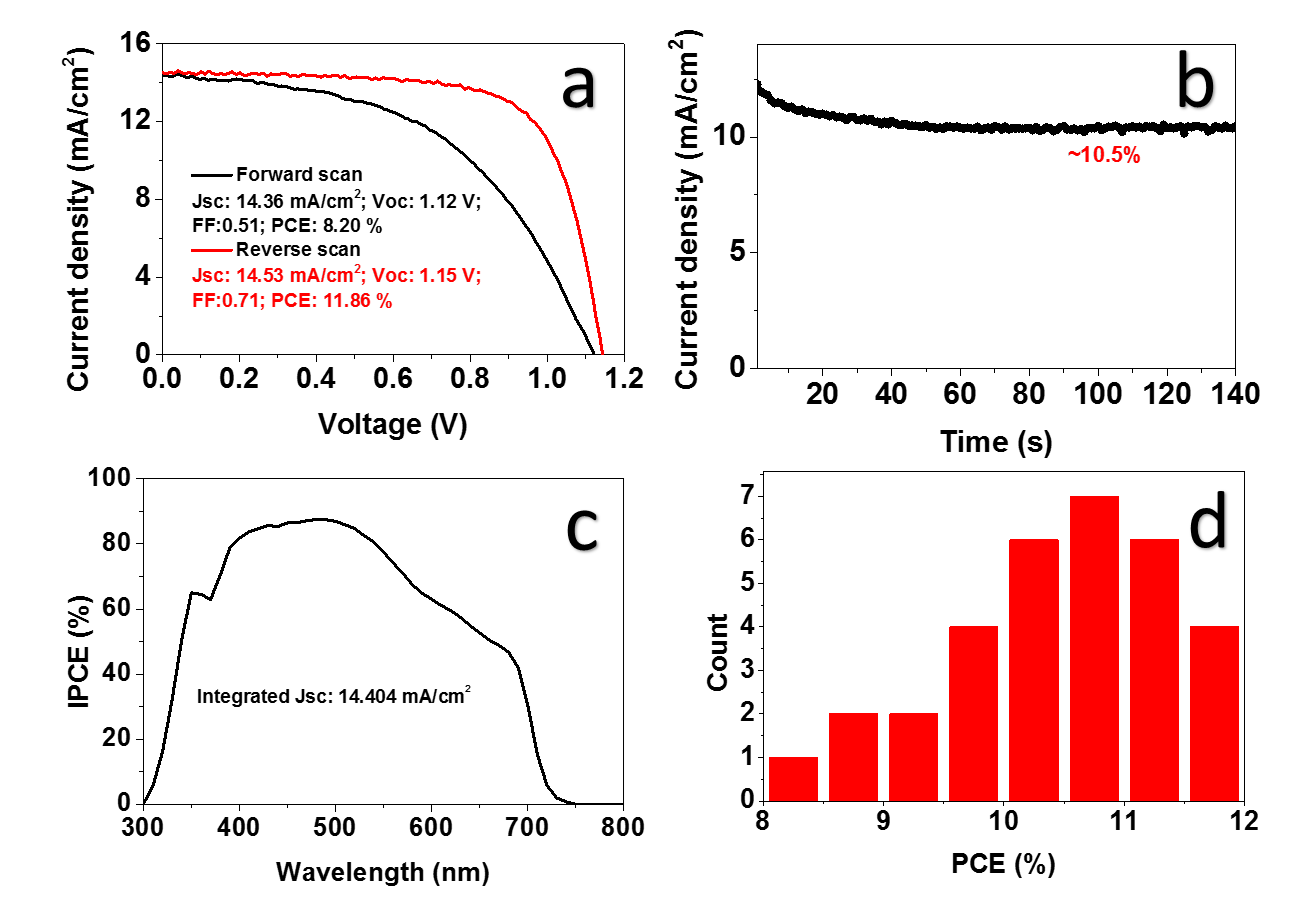 a
Current density (mA/cm²)
16
12
8
4
0
Forward scan
Jsc: 14.36 mA/cm²; Voc: 1.12 V;
FF:0.51; PCE: 8.20 %
Reverse scan
Jsc: 14.53 mA/cm²; Voc: 1.15 V;
FF:0.71; PCE: 11.86 %
0.0 0.2 0.4 0.6 0.8 1.0 1.2
Voltage (V)
b
Current density (mA/cm²)
10
5
0
~10.5%
20 40 60 80 100 120 140
Time (s)
c
IPCE (%)
100
80
60
40
20
0
Integrated Jsc: 14.404 mA/cm²
300 400 500 600 700 800
Wavelength (nm)
d
Count
7
6
5
4
3
2
1
0
8 9 10 11 12
PCE (%)